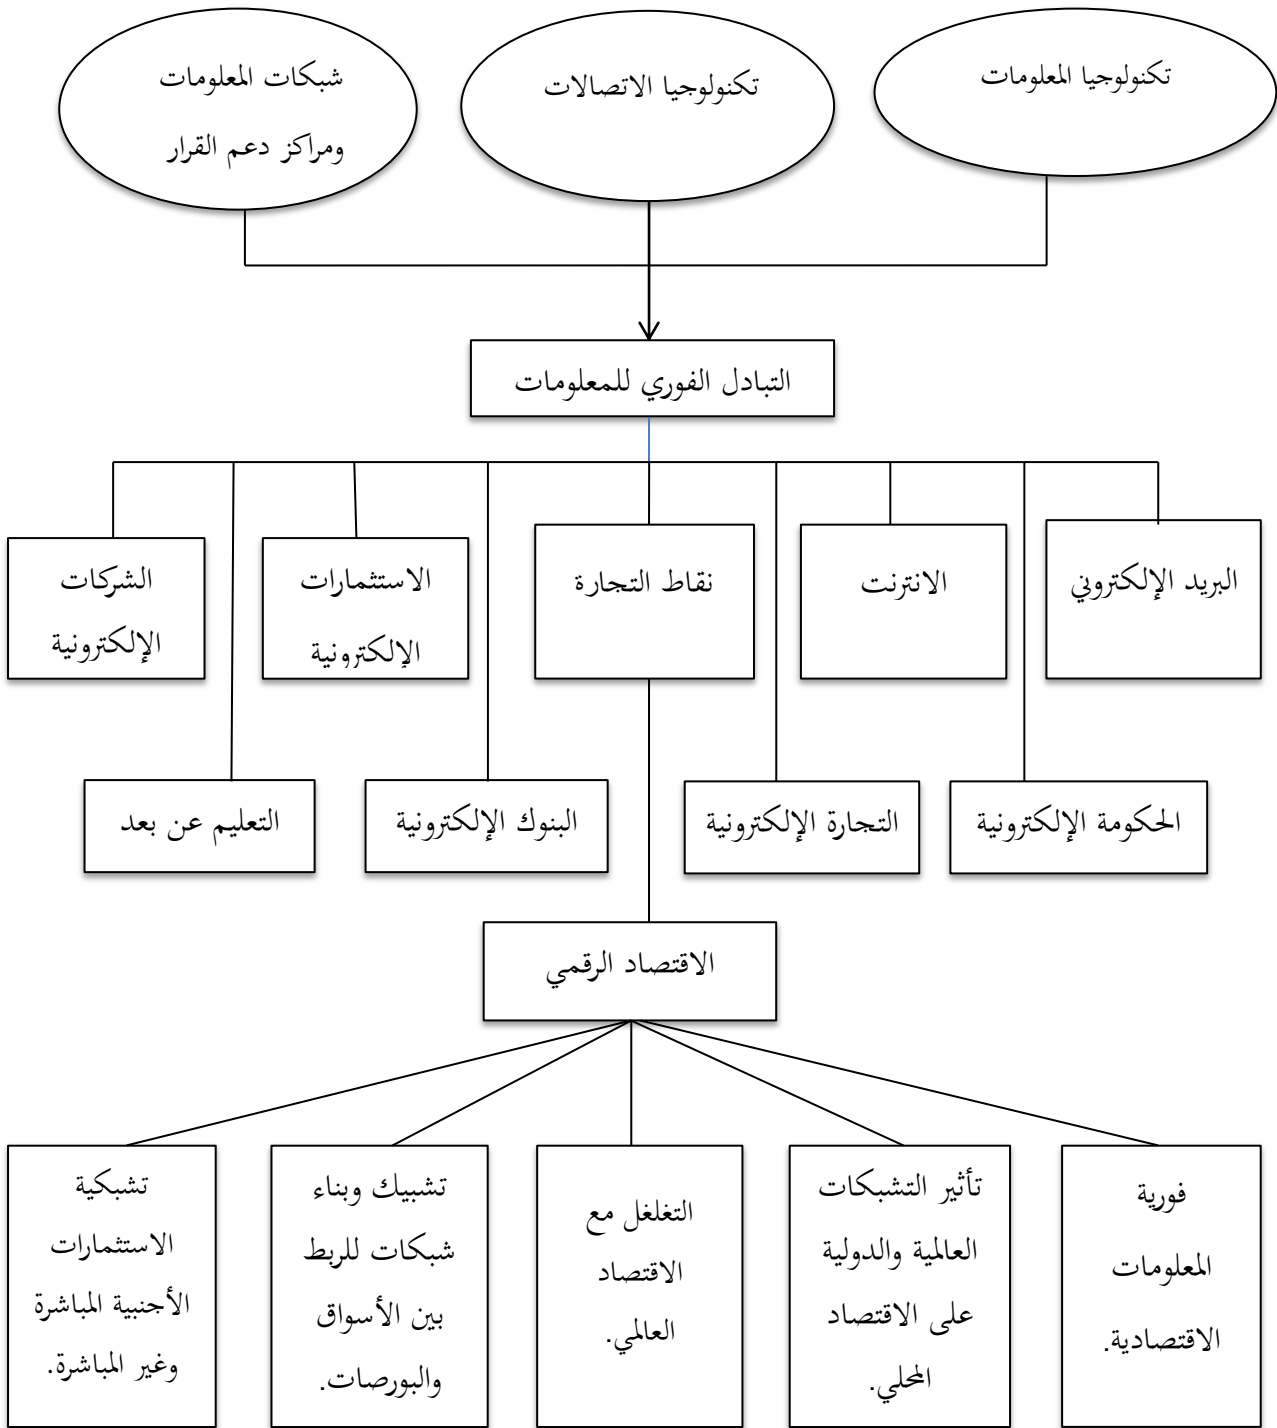 تكنولوجيا المعلومات
تكنولوجيا الاتصالات
شبكات المعلومات
ومراكز دعم القرار
التبادل الفوري للمعلومات
البريد الإلكتروني
الانترنت
نقاط التجارة
الاستثمارات
الإلكترونية
الشركات
الإلكترونية
الحكومة الإلكترونية
التجارة الإلكترونية
البنوك الإلكترونية
التعليم عن بعد
الاقتصاد الرقمي
فورية
المعلومات
الاقتصادية.
تأثير التشبكات
العالمية والدولية
على الاقتصاد
المحلي.
التغلغل مع
الاقتصاد
العالمي.
تشبيك وبناء
شبكات للربط
بين الأسواق
والبورصات.
تشبكية
الاستثمارات
الأجنبية المباشرة
وغير المباشرة.